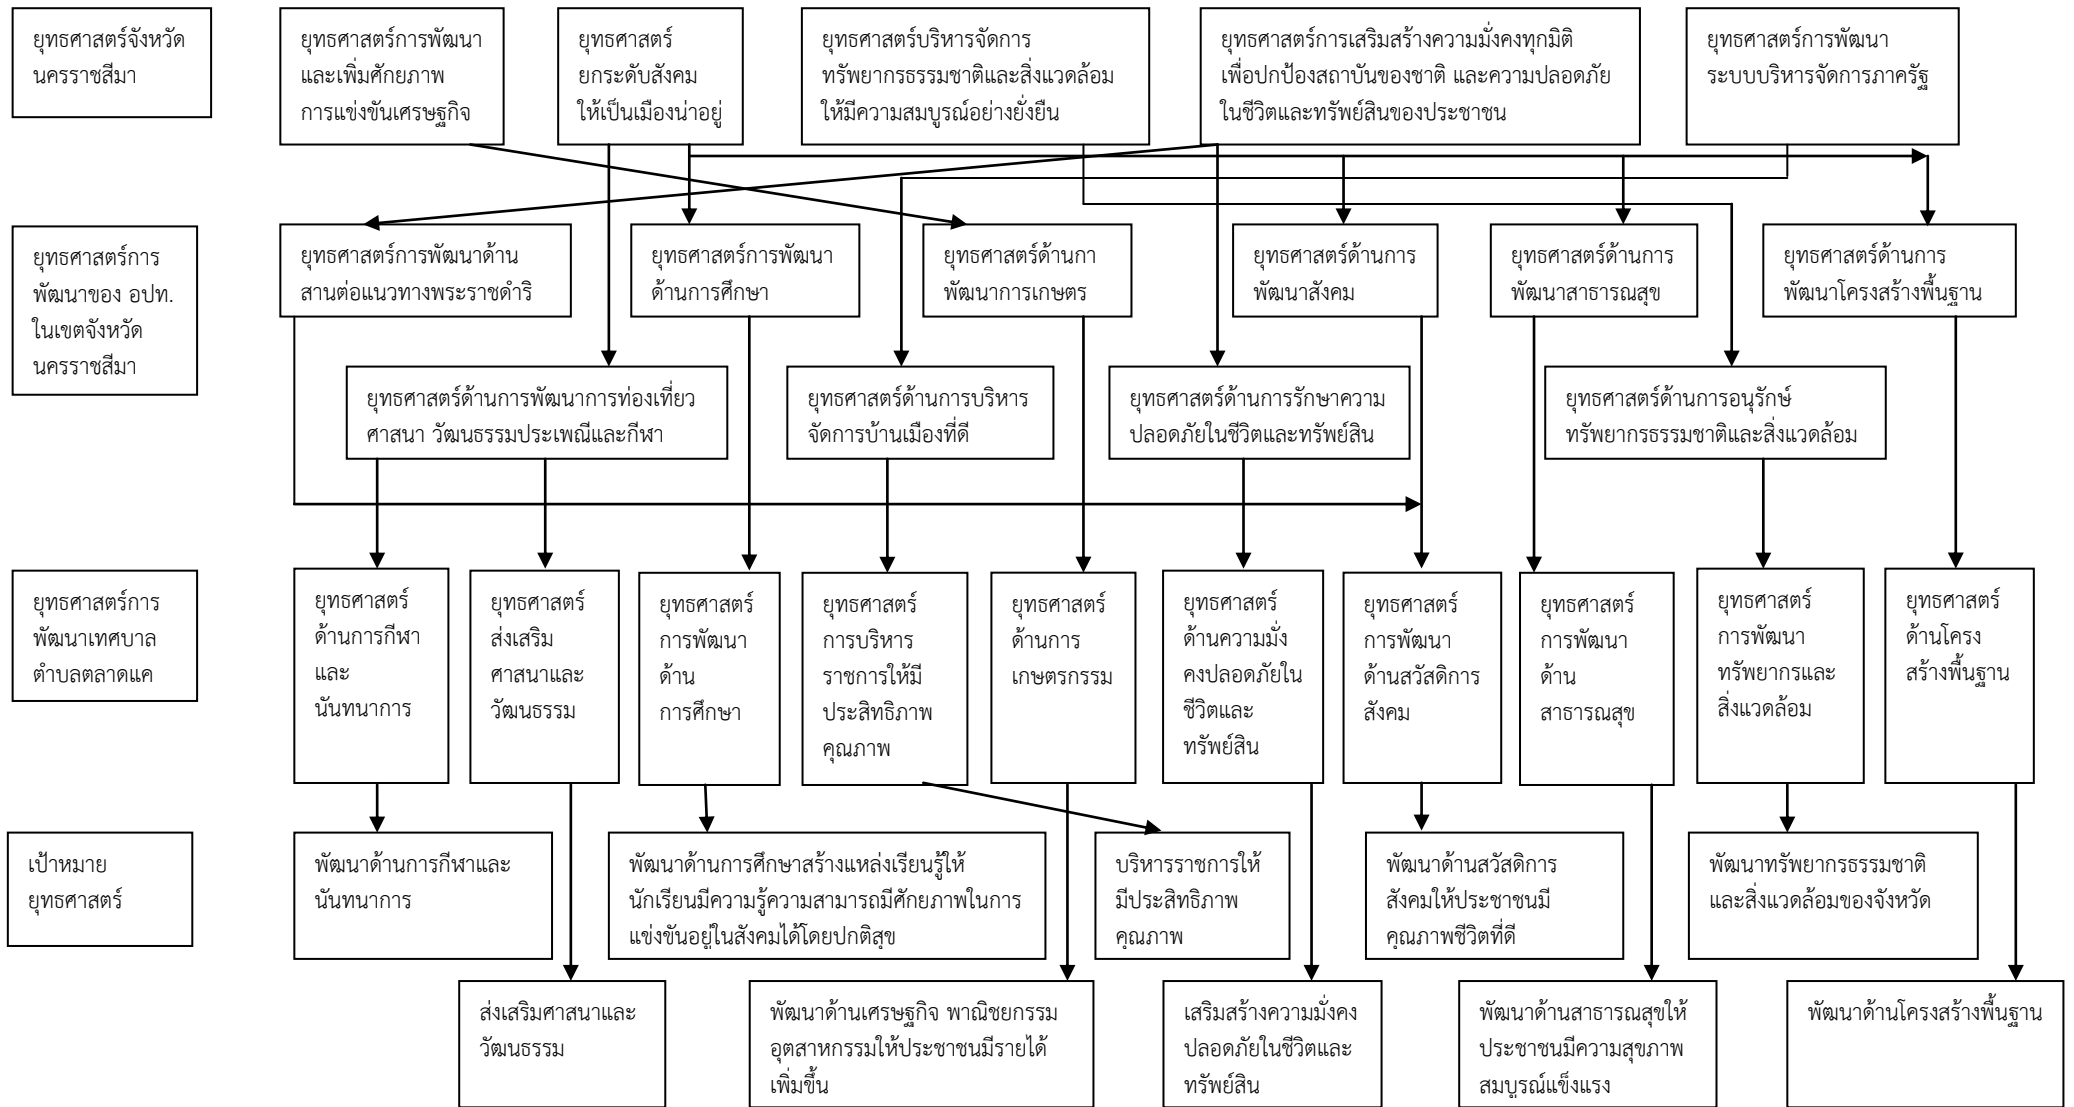 ยุทธศาสตร์จังหวัด
นครราชสีมา
ยุทธศาสตร์การพัฒนา
และเพิ่มศักยภาพ
การแข่งขันเศรษฐกิจ
ยุทธศาสตร์
ยกระดับสังคม
ให้เป็นเมืองน่าอยู่
ยุทธศาสตร์บริหารจัดการ
ทรัพยากรธรรมชาติและสิ่งแวดล้อม
ให้มีความสมบูรณ์อย่างยั่งยืน
ยุทธศาสตร์การเสริมสร้างความมั่งคงทุกมิติ
เพื่อปกป้องสถาบันของชาติ และความปลอดภัย
ในชีวิตและทรัพย์สินของประชาชน
ยุทธศาสตร์การพัฒนา
ระบบบริหารจัดการภาครัฐ
ยุทธศาสตร์การ
พัฒนาของ อปท.
ในเขตจังหวัด
นครราชสีมา
ยุทธศาสตร์การพัฒนาด้าน
สานต่อแนวทางพระราชดำริ
ยุทธศาสตร์การพัฒนา
ด้านการศึกษา
ยุทธศาสตร์ด้านกา
พัฒนาการเกษตร
ยุทธศาสตร์ด้านการ
พัฒนาสังคม
ยุทธศาสตร์ด้านการ
พัฒนาสาธารณสุข
ยุทธศาสตร์ด้านการ
พัฒนาโครงสร้างพื้นฐาน
ยุทธศาสตร์ด้านการพัฒนาการท่องเที่ยว
ศาสนา วัฒนธรรมประเพณีและกีฬา
ยุทธศาสตร์ด้านการบริหาร
จัดการบ้านเมืองที่ดี
ยุทธศาสตร์ด้านการรักษาความ
ปลอดภัยในชีวิตและทรัพย์สิน
ยุทธศาสตร์ด้านการอนุรักษ์
ทรัพยากรธรรมชาติและสิ่งแวดล้อม
ยุทธศาสตร์การ
พัฒนาเทศบาล
ตำบลตลาดแค
ยุทธศาสตร์
ด้านการกีฬา
และ
นันทนาการ
ยุทธศาสตร์
ส่งเสริม
ศาสนาและ
วัฒนธรรม
ยุทธศาสตร์
การพัฒนา
ด้าน
การศึกษา
ยุทธศาสตร์
การบริหาร
ราชการให้มี
ประสิทธิภาพ
คุณภาพ
ยุทธศาสตร์
ด้านการ
เกษตรกรรม
ยุทธศาสตร์
ด้านความมั่ง
คงปลอดภัยใน
ชีวิตและ
ทรัพย์สิน
ยุทธศาสตร์
การพัฒนา
ด้านสวัสดิการ
สังคม
ยุทธศาสตร์
การพัฒนา
ด้าน
สาธารณสุข
ยุทธศาสตร์
การพัฒนา
ทรัพยากรและ
สิ่งแวดล้อม
ยุทธศาสตร์
ด้านโครง
สร้างพื้นฐาน
เป้าหมาย
ยุทธศาสตร์
พัฒนาด้านการกีฬาและ
นันทนาการ
พัฒนาด้านการศึกษาสร้างแหล่งเรียนรู้ให้
นักเรียนมีความรู้ความสามารถมีศักยภาพในการ
แข่งขันอยู่ในสังคมได้โดยปกติสุข
บริหารราชการให้
มีประสิทธิภาพ
คุณภาพ
พัฒนาด้านสวัสดิการ
สังคมให้ประชาชนมี
คุณภาพชีวิตที่ดี
พัฒนาทรัพยากรธรรมชาติ
และสิ่งแวดล้อมของจังหวัด
ส่งเสริมศาสนาและ
วัฒนธรรม
พัฒนาด้านเศรษฐกิจ พาณิชยกรรม
อุตสาหกรรมให้ประชาชนมีรายได้
เพิ่มขึ้น
เสริมสร้างความมั่งคง
ปลอดภัยในชีวิตและ
ทรัพย์สิน
พัฒนาด้านสาธารณสุขให้
ประชาชนมีความสุขภาพ
สมบูรณ์แข็งแรง
พัฒนาด้านโครงสร้างพื้นฐาน